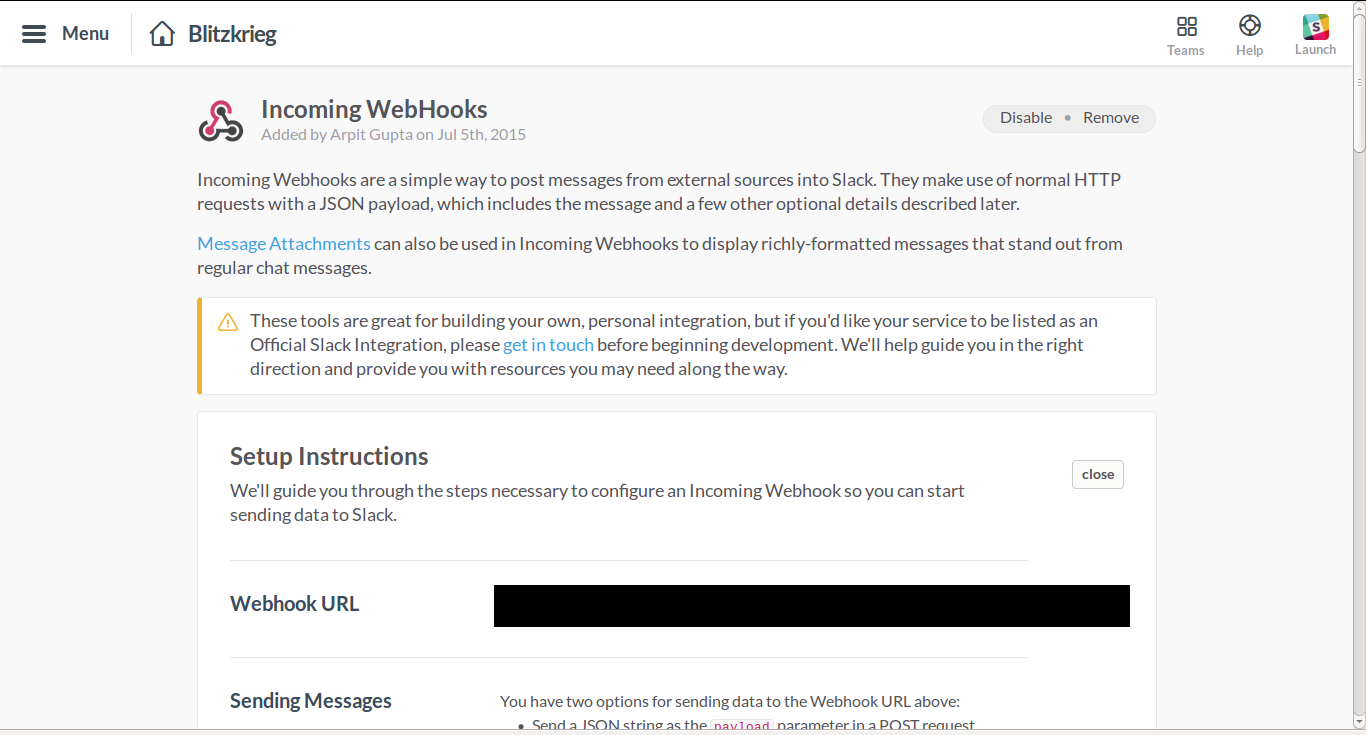 Menu
Blitzkrieg
Teams
Help
Launch
Incoming WebHooks
Added by Arpit Gupta on Jul 5th, 2015
Disable • Remove
Incoming Webhooks are a simple way to post messages from external sources into Slack. They make use of normal HTTP
requests with a JSON payload, which includes the message and a few other optional details described later.
Message Attachments can also be used in Incoming Webhooks to display richly-formatted messages that stand out from
regular chat messages.
These tools are great for building your own, personal integration, but if you'd like your service to be listed as an
Official Slack Integration, please get in touch before beginning development. We'll help guide you in the right
direction and provide you with resources you may need along the way.
Setup Instructions
close
We'll guide you through the steps necessary to configure an Incoming Webhook so you can start
sending data to Slack.
Webhook URL
Sending Messages
You have two options for sending data to the Webhook URL above:
• Send a JSON string as the payload parameter in a POST request